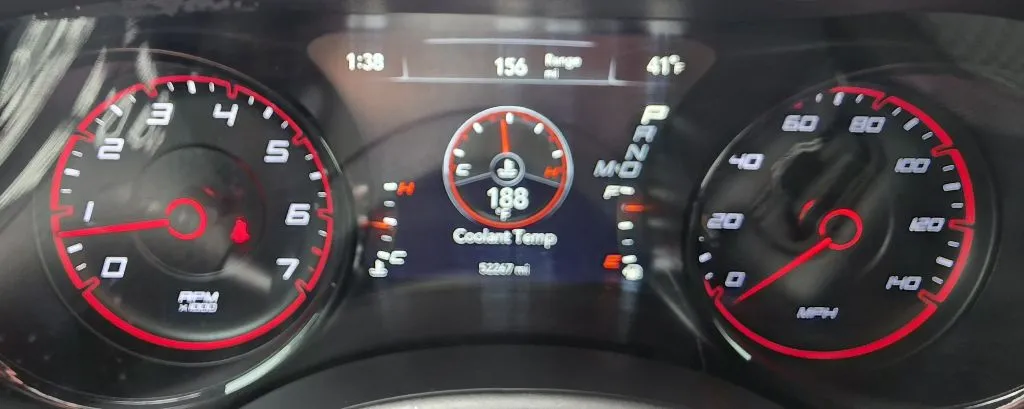 1:38 156 Range mi 41°F
0 1 2 3 4 5 6 7
RPM
x1000
H
C
C H
188
°F
Coolant Temp
52267 mi
P
R
N
M D
F
E
0 20 40 60 80 100 120 140
MPH